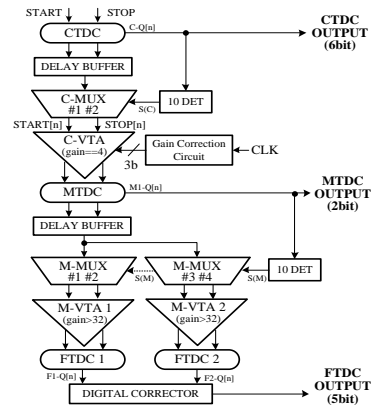 START STOP
CTDC
C-Q[n]
CTDC
OUTPUT
(6bit)
DELAY BUFFER
C-MUX
#1 #2
S(C)
10 DET
START[n] STOP[n]
C-VTA
(gain==4)
3b
Gain Correction
Circuit
CLK
MTDC
M1-Q[n]
MTDC
OUTPUT
(2bit)
DELAY BUFFER
M-MUX
#1 #2
S(M)
M-MUX
#3 #4
S(M)
10 DET
M-VTA 1
(gain>32)
M-VTA 2
(gain>32)
FTDC 1
FTDC 2
F1-Q[n]
F2-Q[n]
DIGITAL CORRECTOR
FTDC
OUTPUT
(5bit)